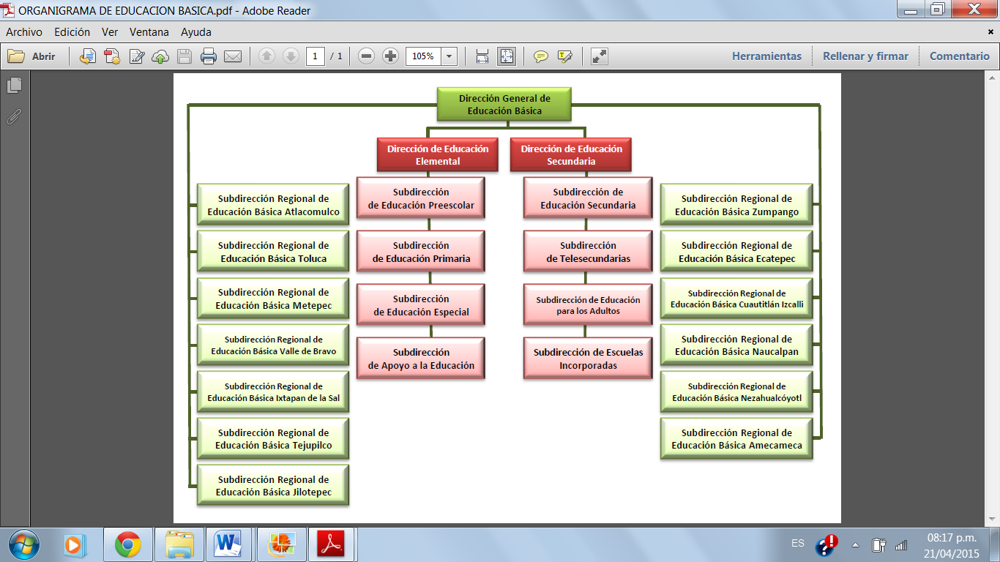 ORGANIGRAMA DE EDUCACION BASICA.pdf - Adobe Reader
Archivo Edición Ver Ventana Ayuda
Abrir 1 / 1 105% Herramientas Rellenar y firmar Comentario
Dirección General de
Educación Básica
Dirección de Educación
Elemental
Dirección de Educación
Secundaria
Subdirección Regional de
Educación Básica Atlacomulco
Subdirección Regional de
Educación Básica Toluca
Subdirección Regional de
Educación Básica Metepec
Subdirección Regional de
Educación Básica Valle de Bravo
Subdirección Regional de
Educación Básica Ixtapan de la Sal
Subdirección Regional de
Educación Básica Tejupilco
Subdirección Regional de
Educación Básica Jilotepec
Subdirección
de Educación Preescolar
Subdirección
de Educación Primaria
Subdirección
de Educación Especial
Subdirección
de Apoyo a la Educación
Subdirección de
Educación Secundaria
Subdirección
de Telesecundarias
Subdirección de Educación
para los Adultos
Subdirección de Escuelas
Incorporadas
Subdirección Regional de
Educación Básica Zumpango
Subdirección Regional de
Educación Básica Ecatepec
Subdirección Regional de
Educación Básica Cuautitlán Izcalli
Subdirección Regional de
Educación Básica Naucalpan
Subdirección Regional de
Educación Básica Nezahualcóyotl
Subdirección Regional de
Educación Básica Amecameca
ES
08:17 p.m.
21/04/2015